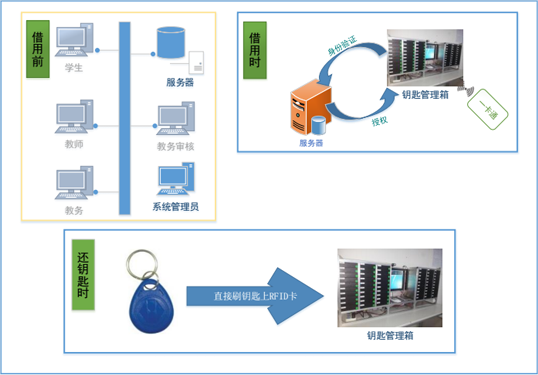 借用前
学生
服务器
教师
教务审核
教务
系统管理员
借用时
身份验证
钥匙管理箱
一卡通
授权
服务器
还钥匙时
直接刷钥匙上RFID卡
钥匙管理箱